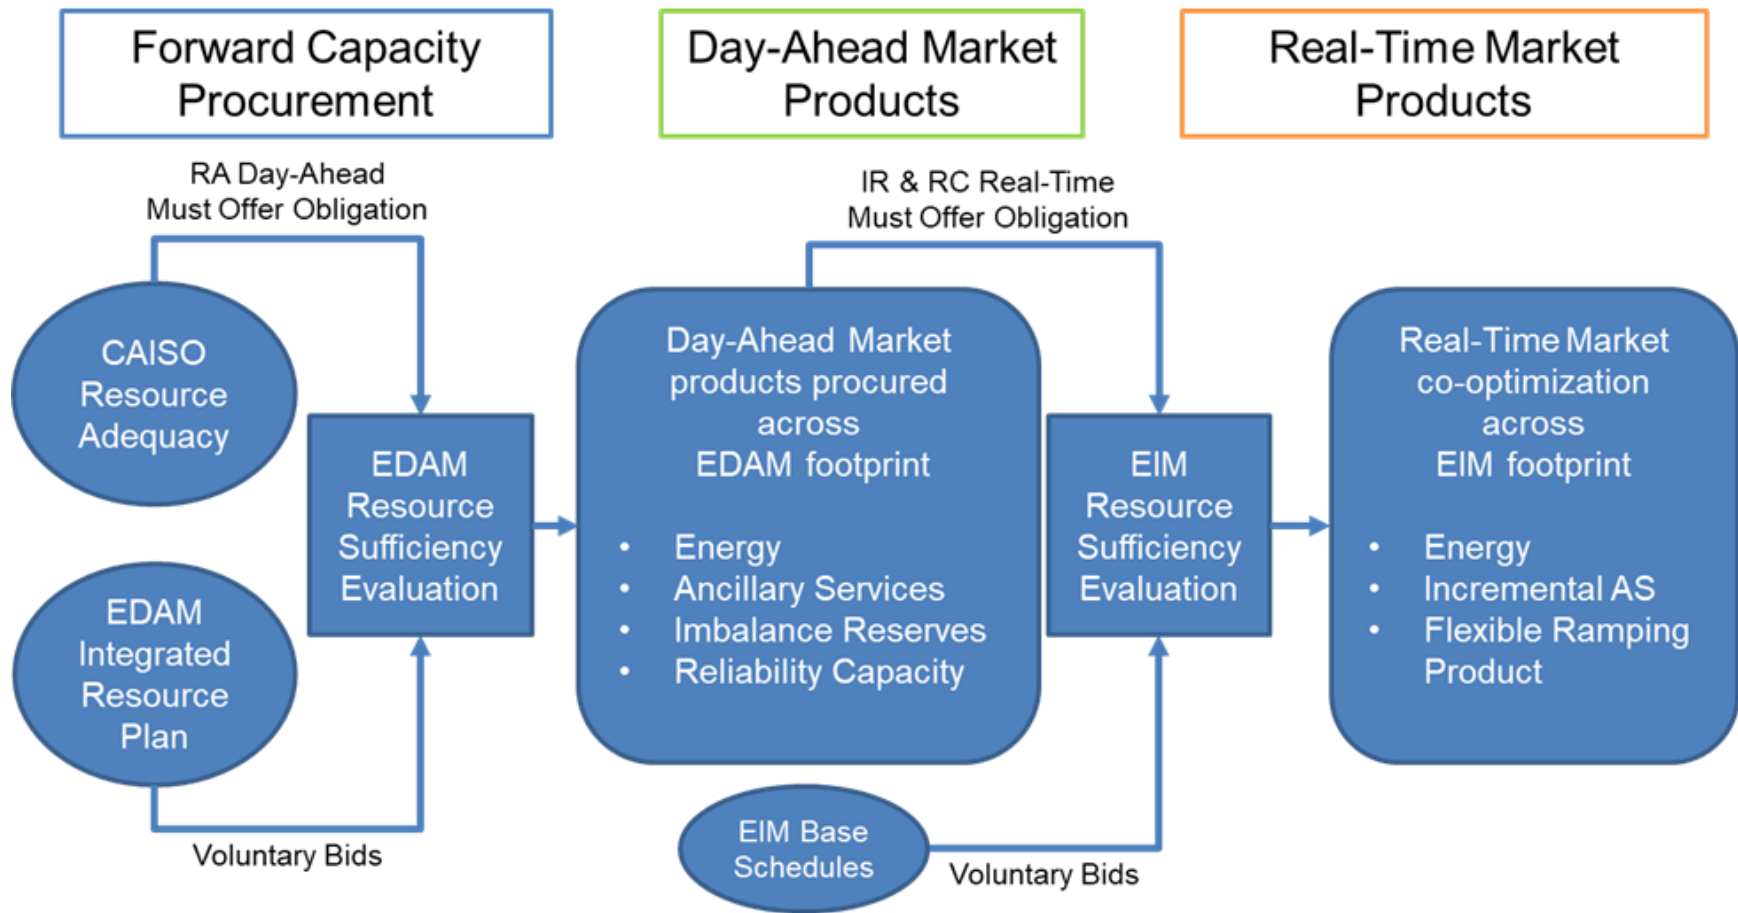 Forward Capacity
Procurement
Day-Ahead Market
Products
Real-Time Market
Products
RA Day-Ahead
Must Offer Obligation
IR & RC Real-Time
Must Offer Obligation
CAISO
Resource
Adequacy
EDAM
Integrated
Resource
Plan
Voluntary Bids
EDAM
Resource
Sufficiency
Evaluation
Day-Ahead Market
products procured
across
EDAM footprint
• Energy
• Ancillary Services
• Imbalance Reserves
• Reliability Capacity
EIM Base
Schedules
Voluntary Bids
EIM
Resource
Sufficiency
Evaluation
Real-Time Market
co-optimization
across
EIM footprint
• Energy
• Incremental AS
• Flexible Ramping
Product